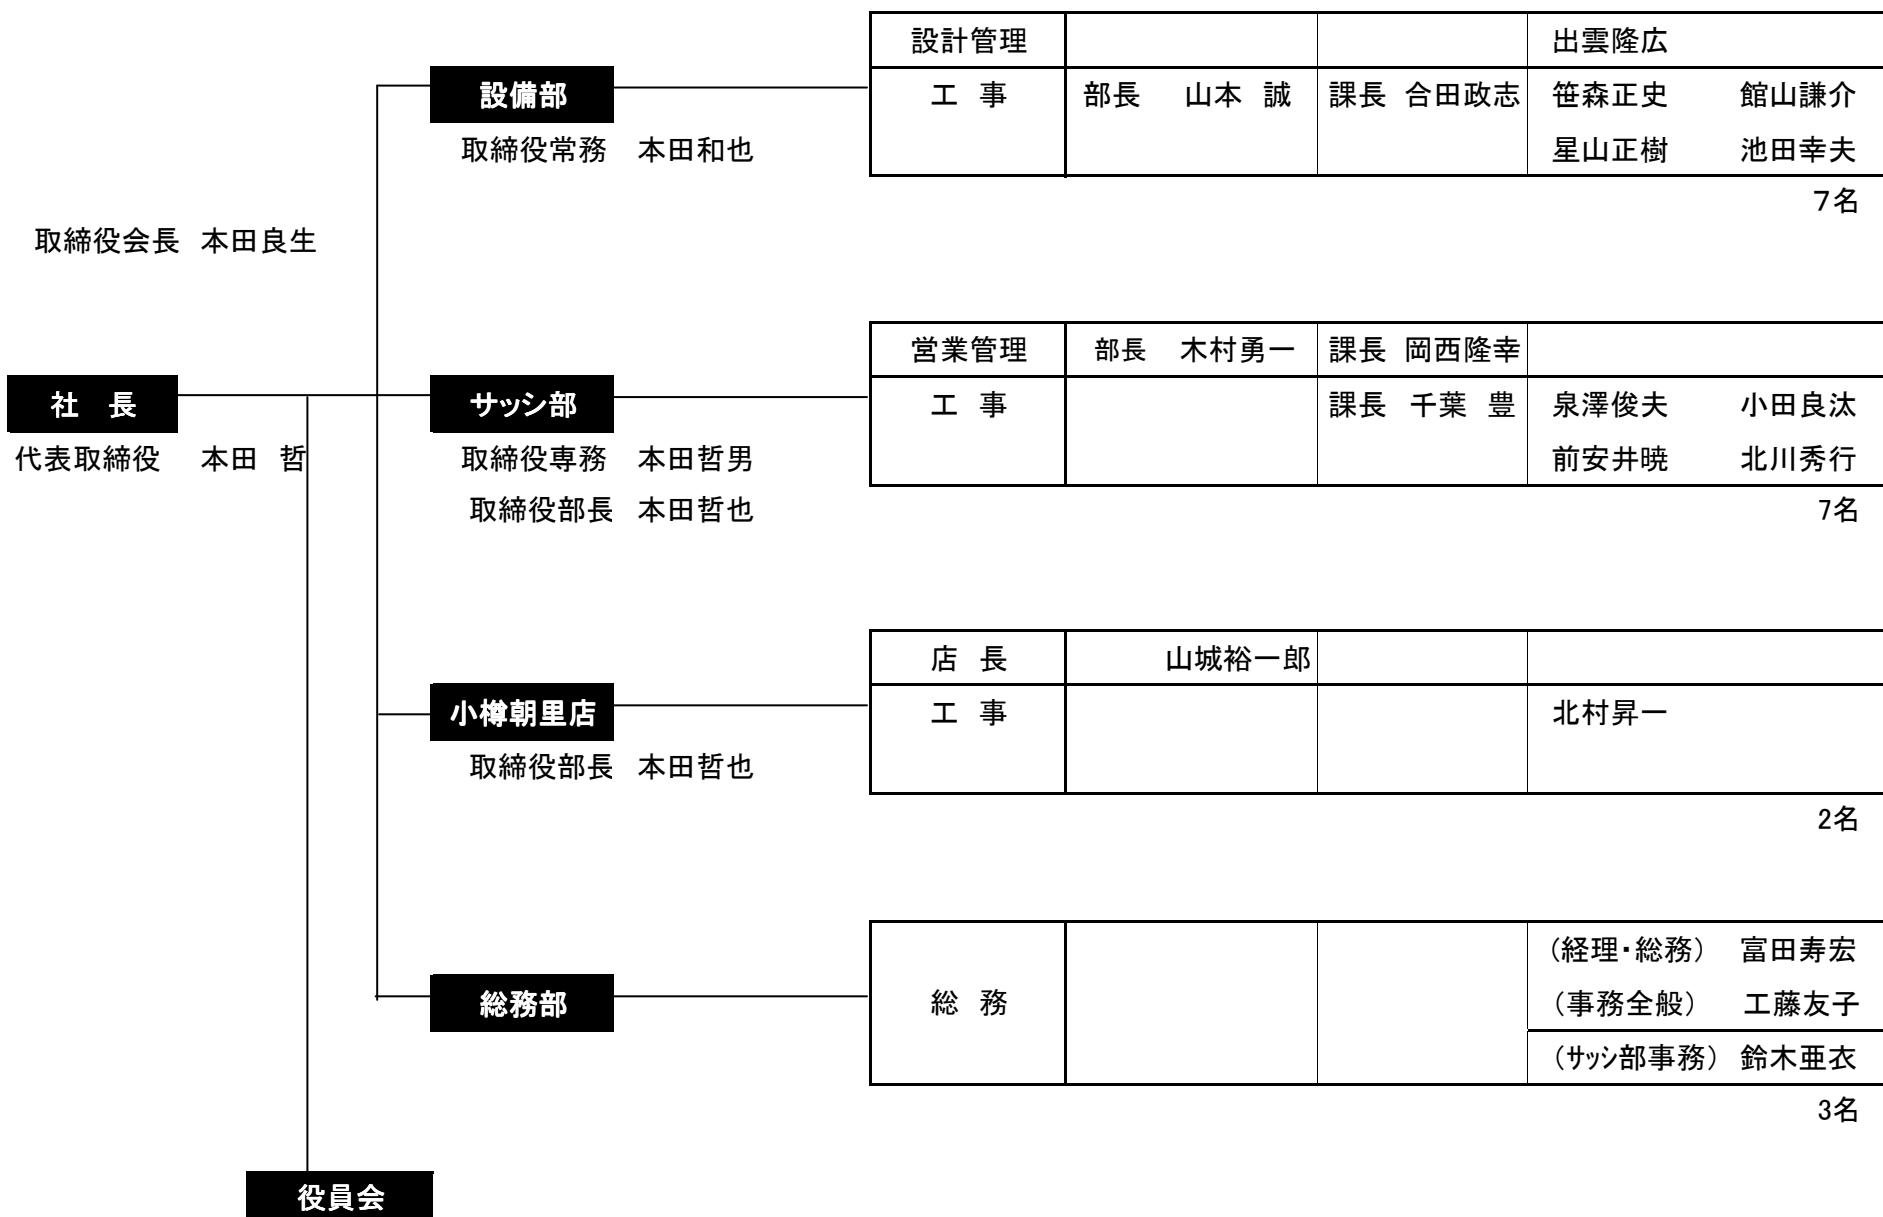 設計管理 出雲隆広
設備部 工 事 部長 山本 誠 課長 合田政志 笹森正史 館山謙介
取締役常務 本田和也 星山正樹 池田幸夫
7名
取締役会長 本田良生
営業管理 部長 木村勇一 課長 岡西隆幸
社 長 サッシ部 工 事 課長 千葉 豊 泉澤俊夫 小田良汰
代表取締役 本田 哲 取締役専務 本田哲男 前安井暁 北川秀行
取締役部長 本田哲也 7名
店 長 山城裕一郎
小樽朝里店 工 事 北村昇一
取締役部長 本田哲也
2名
(経理・総務) 富田寿宏
総務部 総 務 (事務全般) 工藤友子
(サッシ部事務) 鈴木亜衣
3名
役員会